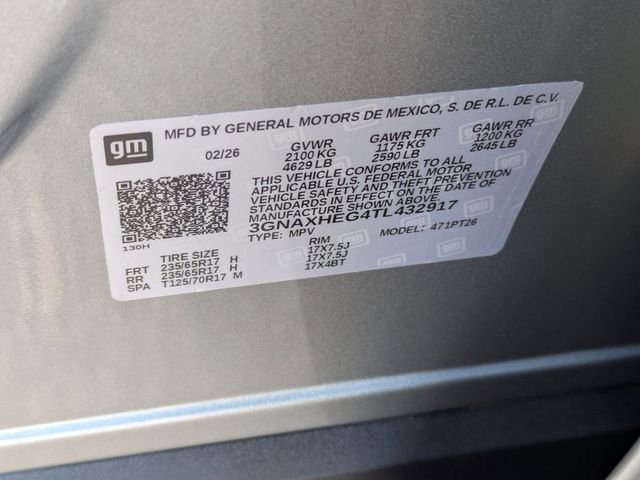 gm MFD BY GENERAL MOTORS DE MEXICO, S. DE R.L. DE C.V.
02/26 GVWR GAWR FRT GAWR RR
2100 KG 1175 KG 1200 KG
4629 LB 2590 LB 2645 LB
THIS VEHICLE CONFORMS TO ALL
APPLICABLE U.S. FEDERAL MOTOR
VEHICLE SAFETY AND THEFT PREVENTION
STANDARDS IN EFFECT ON THE DATE OF
MANUFACTURE SHOWN ABOVE.
3GNAXHEG4TL432917
TYPE: MPV MODEL: 471PT26
130H
TIRE SIZE RIM
FRT 235/65R17 H 17X7.5J
RR 235/65R17 H 17X7.5J
SPA T125/70R17 M 17X4BT